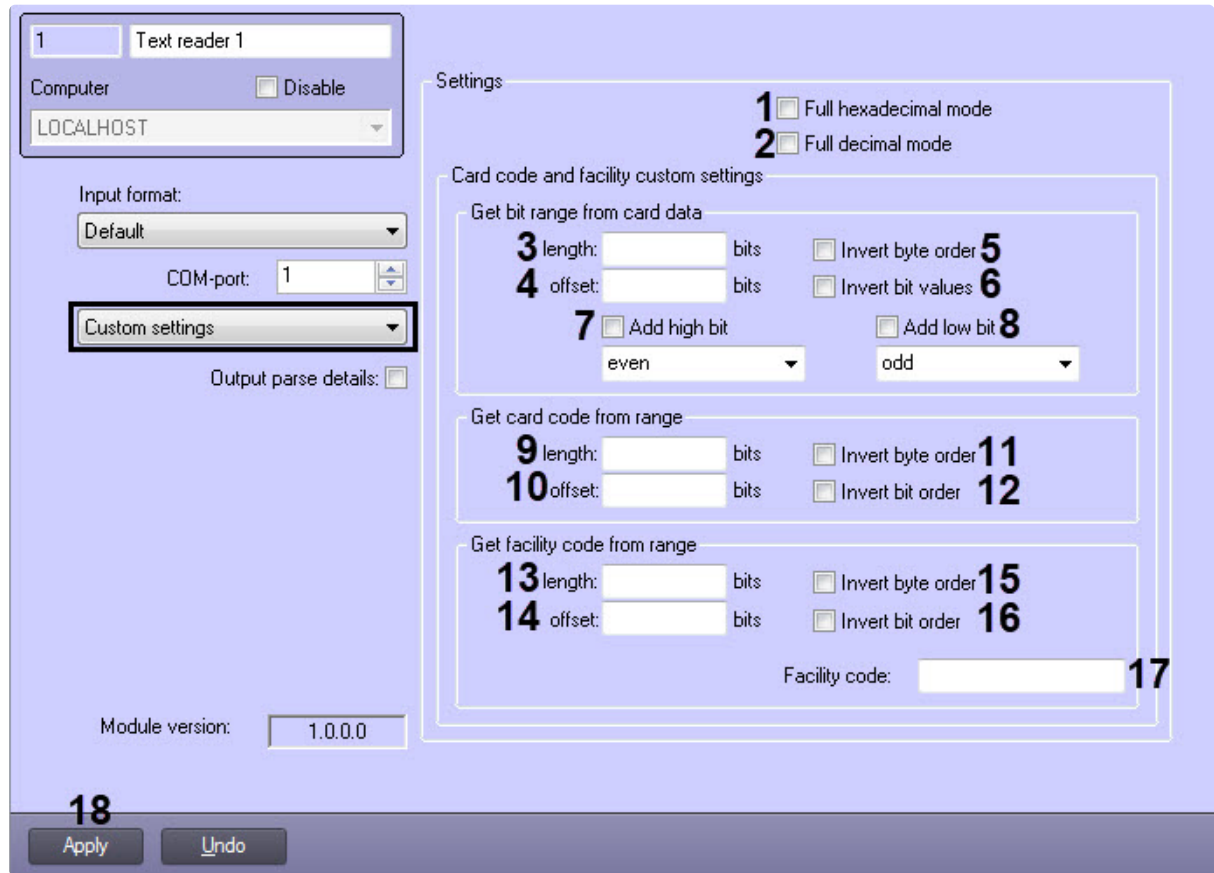 1 Text reader 1
Computer Disable
LOCALHOST
Input format:
Default
COM-port: 1
Custom settings
Output parse details:
Module version: 1.0.0.0
Settings
1 Full hexadecimal mode
2 Full decimal mode
Card code and facility custom settings
Get bit range from card data
3 length: bits Invert byte order 5
4 offset: bits Invert bit values 6
7 Add high bit Add low bit 8
even odd
Get card code from range
9 length: bits Invert byte order 11
10 offset: bits Invert bit order 12
Get facility code from range
13 length: bits Invert byte order 15
14 offset: bits Invert bit order 16
Facility code: 17
18
Apply Undo